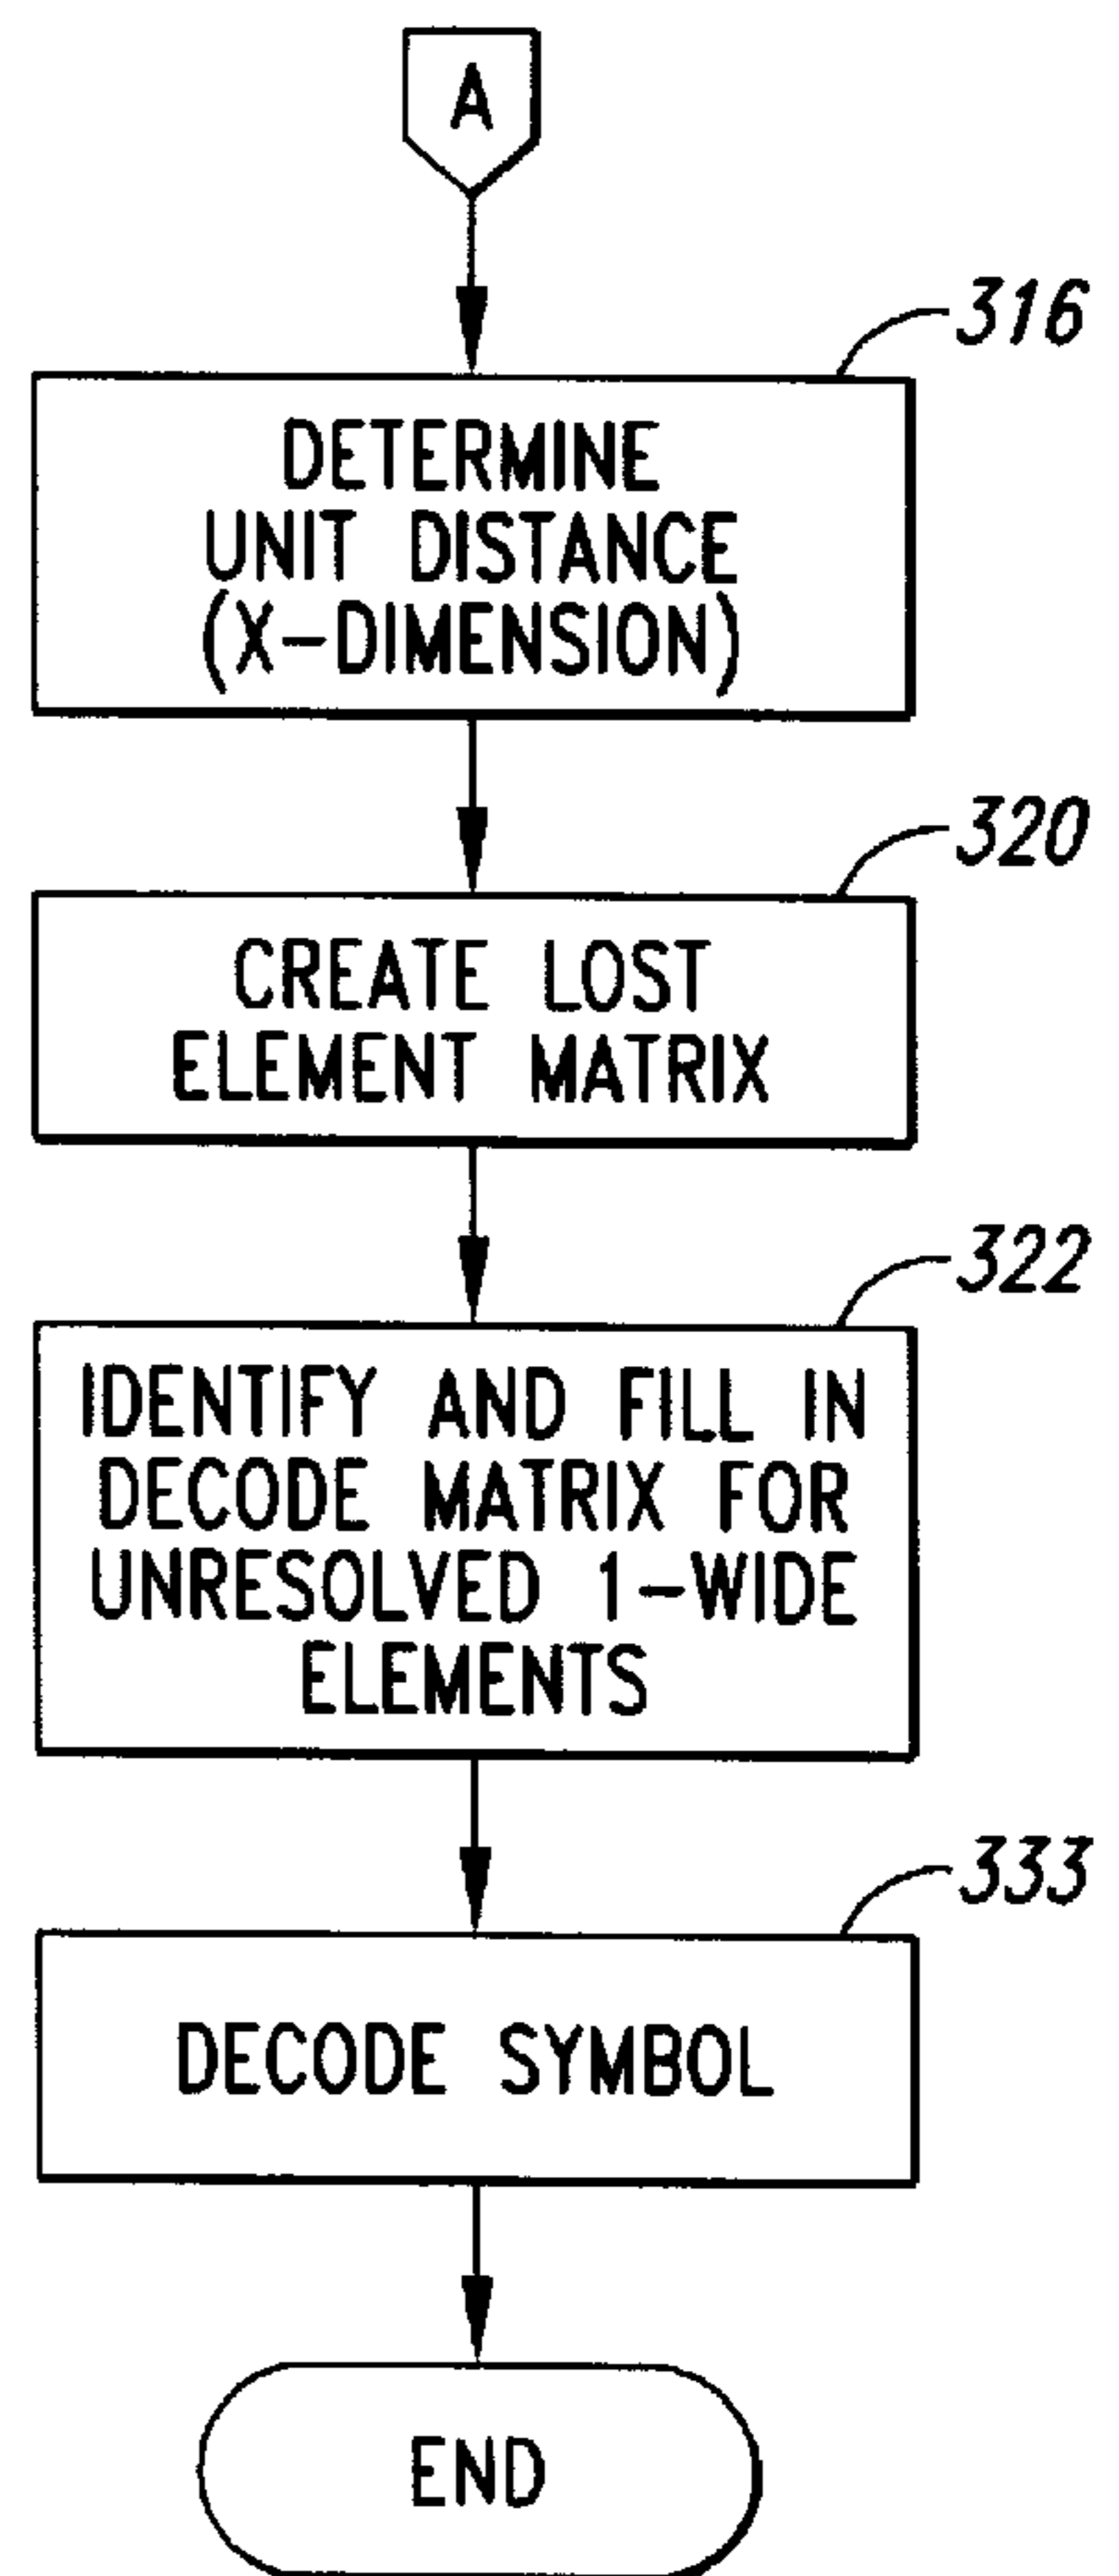 A
316
DETERMINE
UNIT DISTANCE
(X-DIMENSION)
320
CREATE LOST
ELEMENT MATRIX
322
IDENTIFY AND FILL IN
DECODE MATRIX FOR
UNRESOLVED 1-WIDE
ELEMENTS
333
DECODE SYMBOL
END